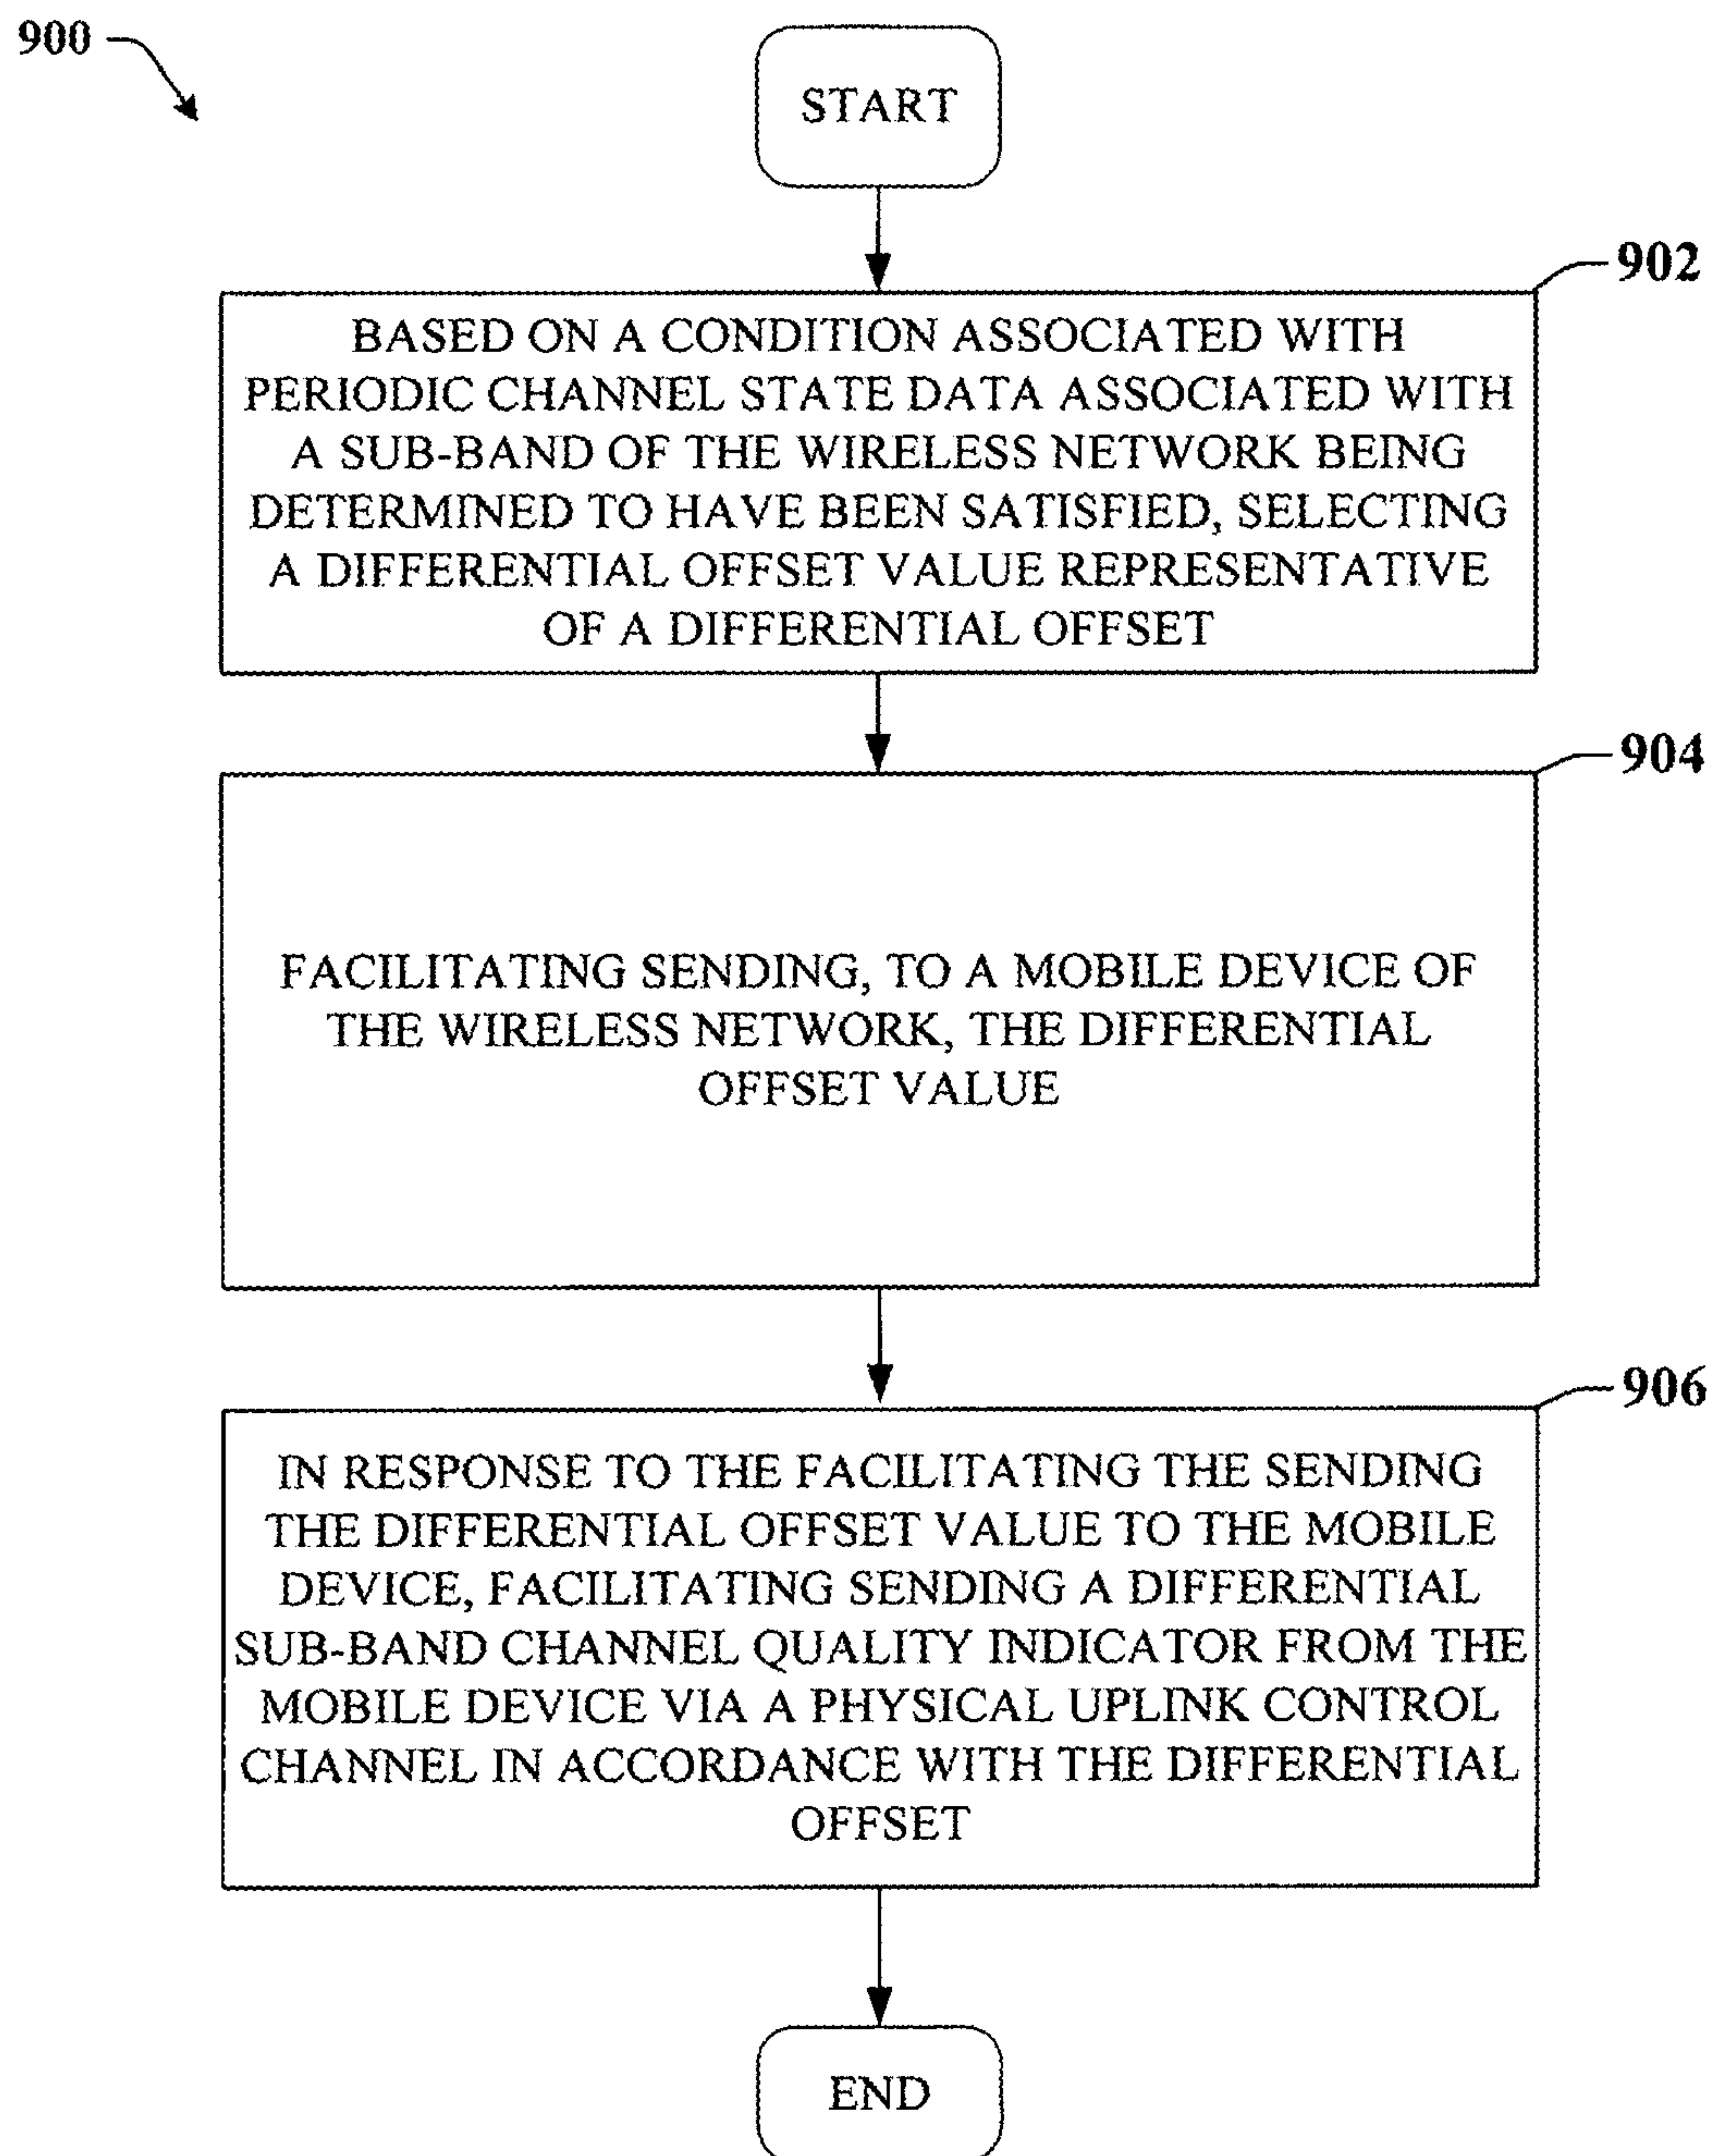 900
START
902
BASED ON A CONDITION ASSOCIATED WITH
PERIODIC CHANNEL STATE DATA ASSOCIATED WITH
A SUB-BAND OF THE WIRELESS NETWORK BEING
DETERMINED TO HAVE BEEN SATISFIED, SELECTING
A DIFFERENTIAL OFFSET VALUE REPRESENTATIVE
OF A DIFFERENTIAL OFFSET
904
FACILITATING SENDING, TO A MOBILE DEVICE OF
THE WIRELESS NETWORK, THE DIFFERENTIAL
OFFSET VALUE
906
IN RESPONSE TO THE FACILITATING THE SENDING
THE DIFFERENTIAL OFFSET VALUE TO THE MOBILE
DEVICE, FACILITATING SENDING A DIFFERENTIAL
SUB-BAND CHANNEL QUALITY INDICATOR FROM THE
MOBILE DEVICE VIA A PHYSICAL UPLINK CONTROL
CHANNEL IN ACCORDANCE WITH THE DIFFERENTIAL
OFFSET
END